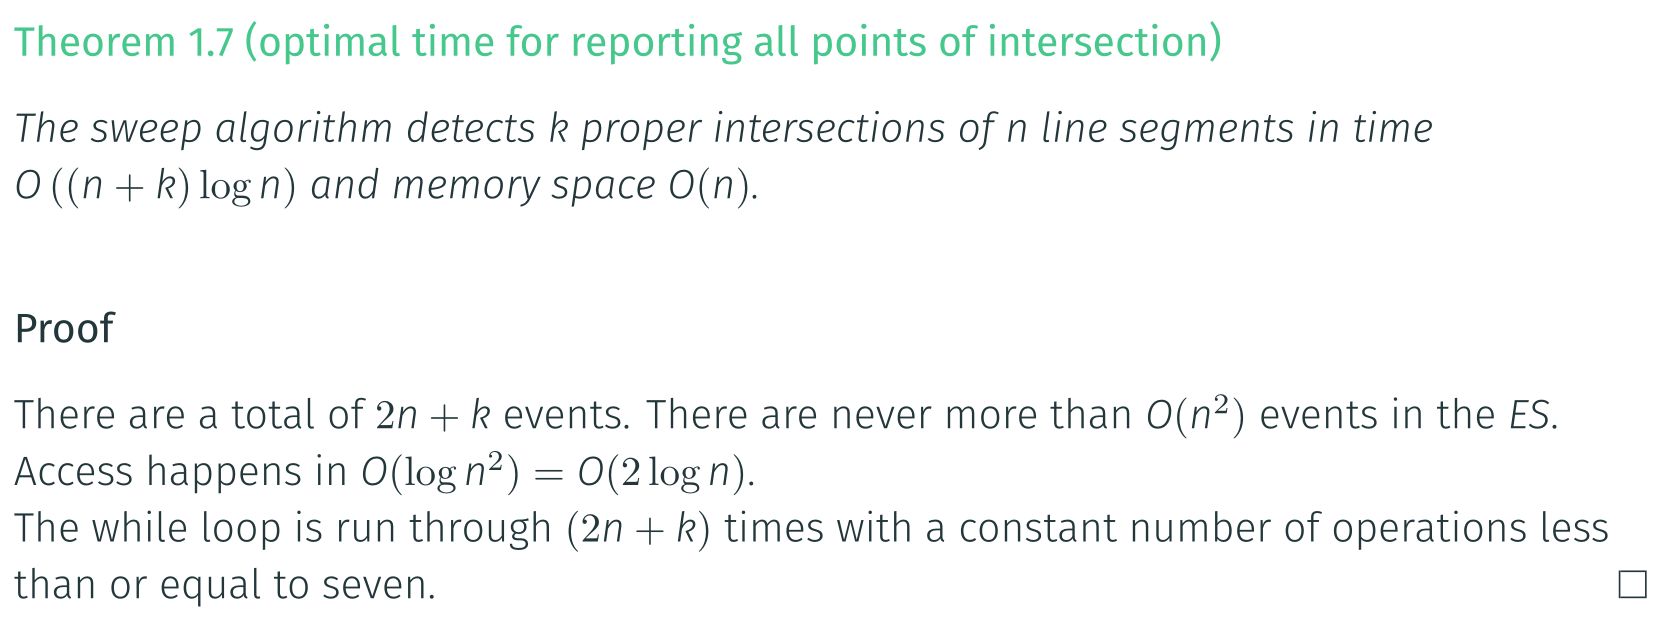 Theorem 1.7 (optimal time for reporting all points of intersection)
The sweep algorithm detects k proper intersections of n line segments in time
O((n + k) log n) and memory space O(n).
Proof
There are a total of 2n + k events. There are never more than O(n²) events in the ES.
Access happens in O(log n²) = O(2 log n).
The while loop is run through (2n + k) times with a constant number of operations less
than or equal to seven. □